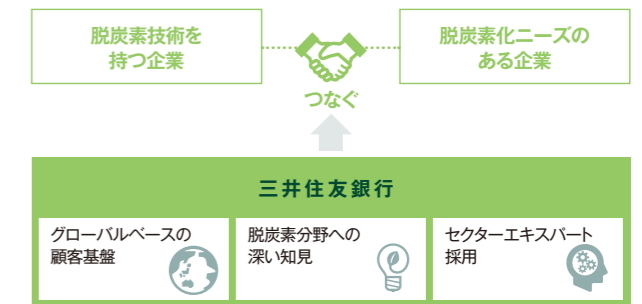 脱炭素技術を
持つ企業
脱炭素化ニーズの
ある企業
つなぐ
三井住友銀行
グローバルベースの
顧客基盤
脱炭素分野への
深い知見
セクターエキスパート
採用